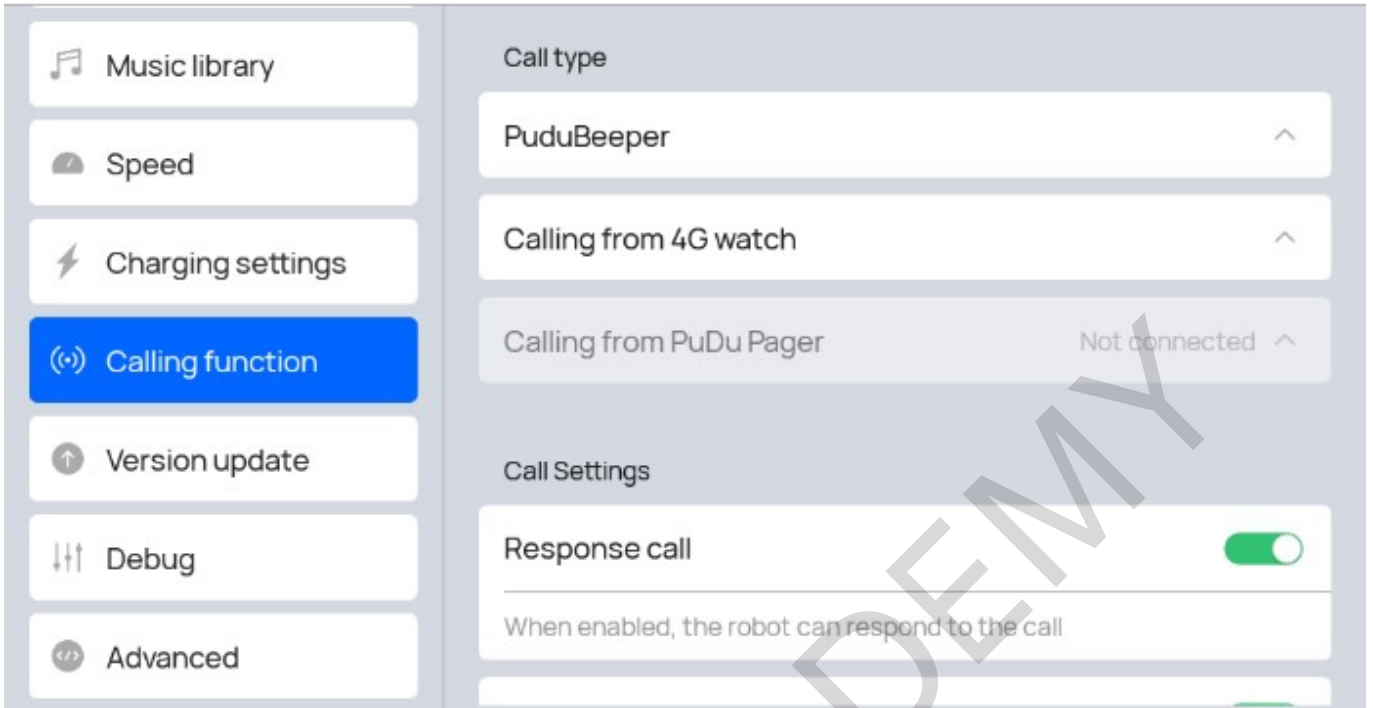 Music library
Speed
Charging settings
Calling function
Version update
Debug
Advanced
Call type
PuduBeeper
Calling from 4G watch
Calling from PuDu Pager Not connected
Call Settings
Response call
When enabled, the robot can respond to the call
DEMY